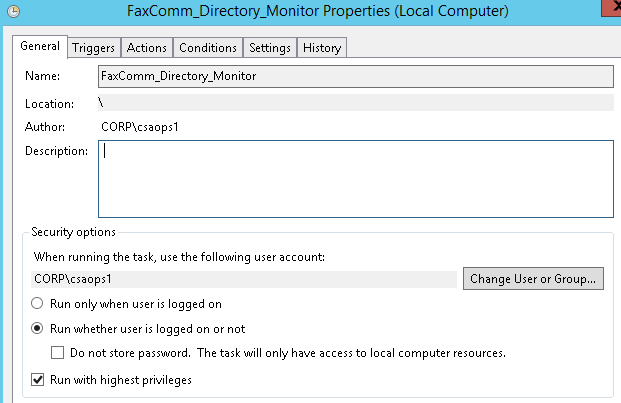 FaxComm_Directory_Monitor Properties (Local Computer)
General Triggers Actions Conditions Settings History
Name: FaxComm_Directory_Monitor
Location: \
Author: CORP\csaops1
Description:
Security options
When running the task, use the following user account:
CORP\csaops1 Change User or Group...
Run only when user is logged on
Run whether user is logged on or not
Do not store password. The task will only have access to local computer resources.
Run with highest privileges